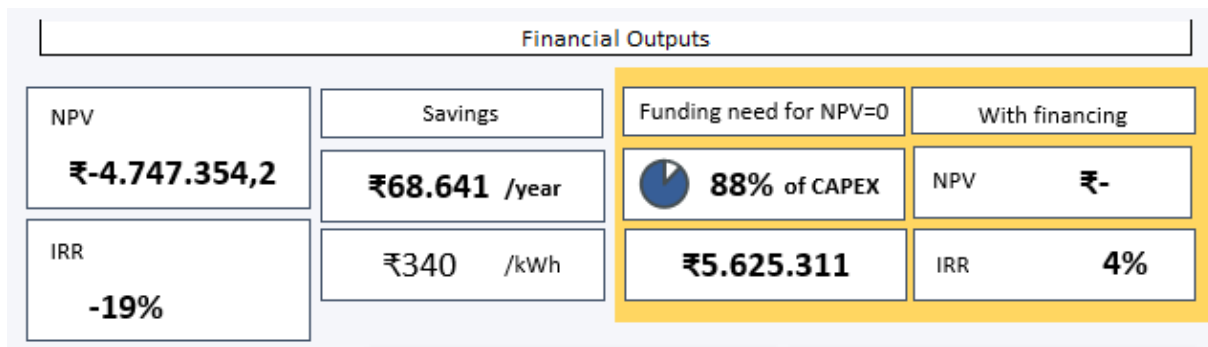 Financial Outputs
NPV
₹-4.747.354,2
IRR
-19%
Savings
₹68.641 /year
₹340 /kWh
Funding need for NPV=0
88% of CAPEX
₹5.625.311
With financing
NPV ₹-
IRR 4%